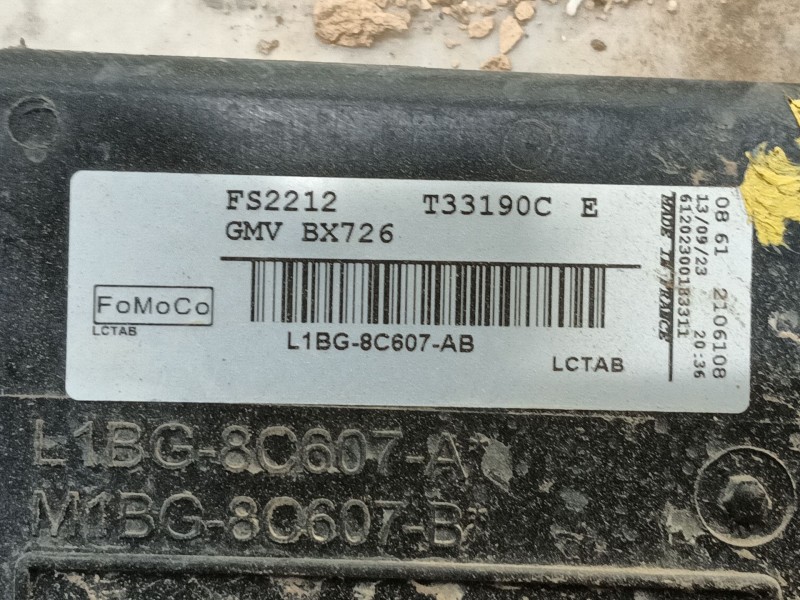 FS2212 T33190C E
GMV BX726
FoMoCo
LCTAB
L1BG-8C607-AB
LCTAB
08 61 2106108
13/09/23 20:36
61202300183311
MADE IN FRANCE
L1BG-8C607-A*
M1BG-8C607-B*